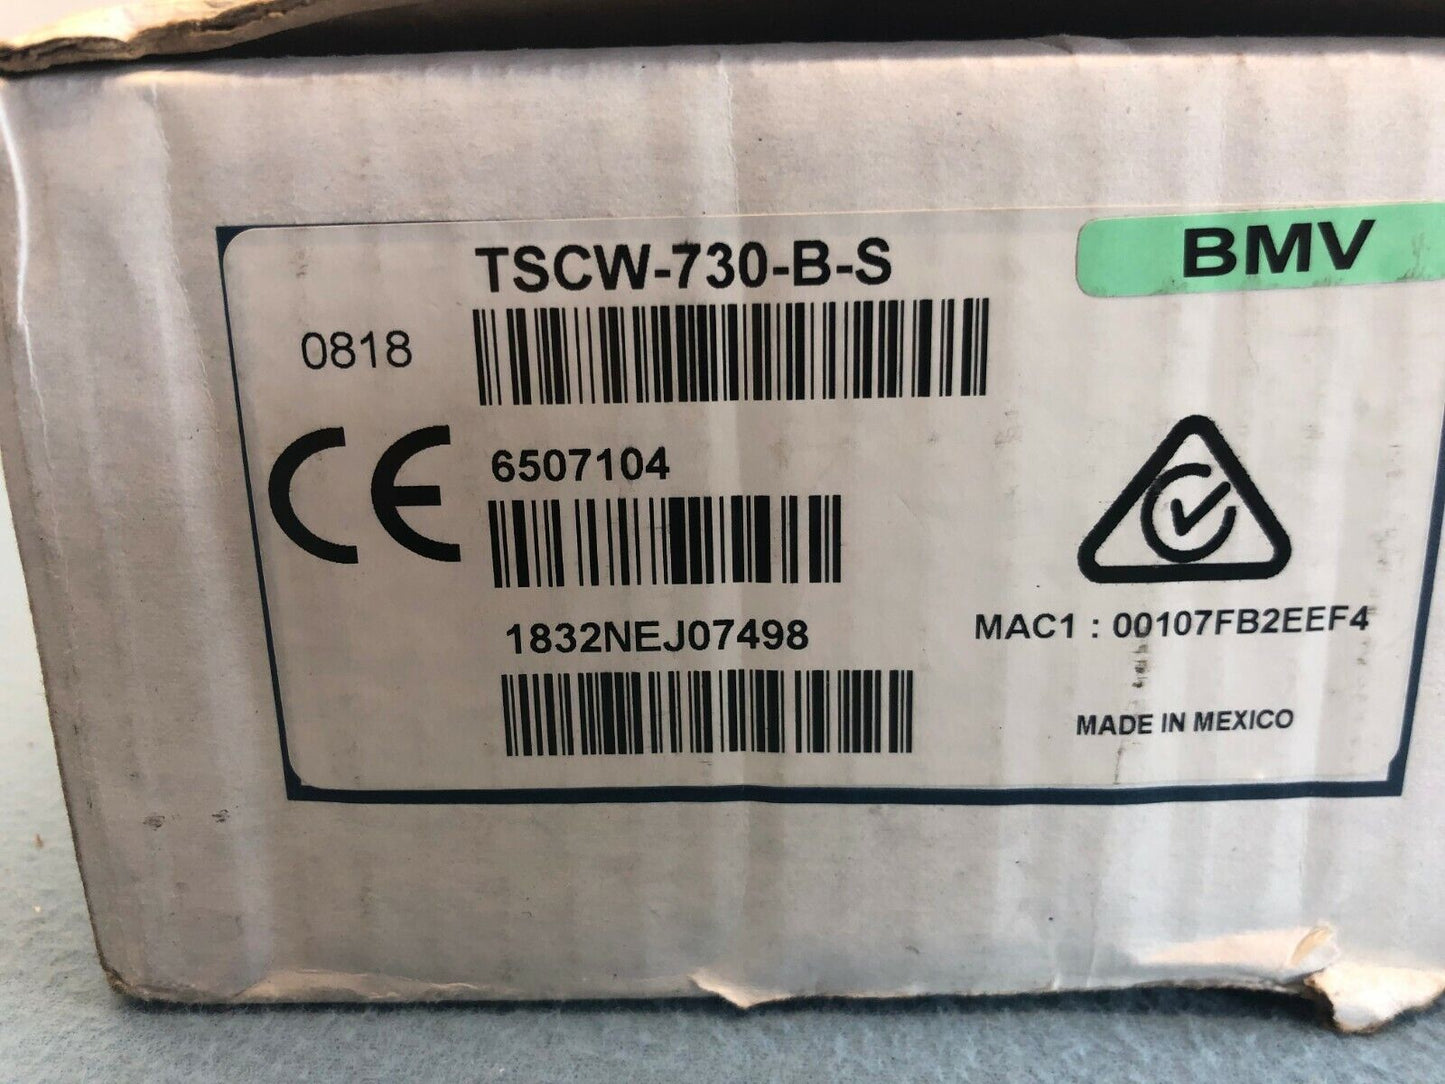 TSCW-730-B-S
BMV
0818
CE
6507104
1832NEJ07498
MAC1 : 00107FB2EEF4
MADE IN MEXICO